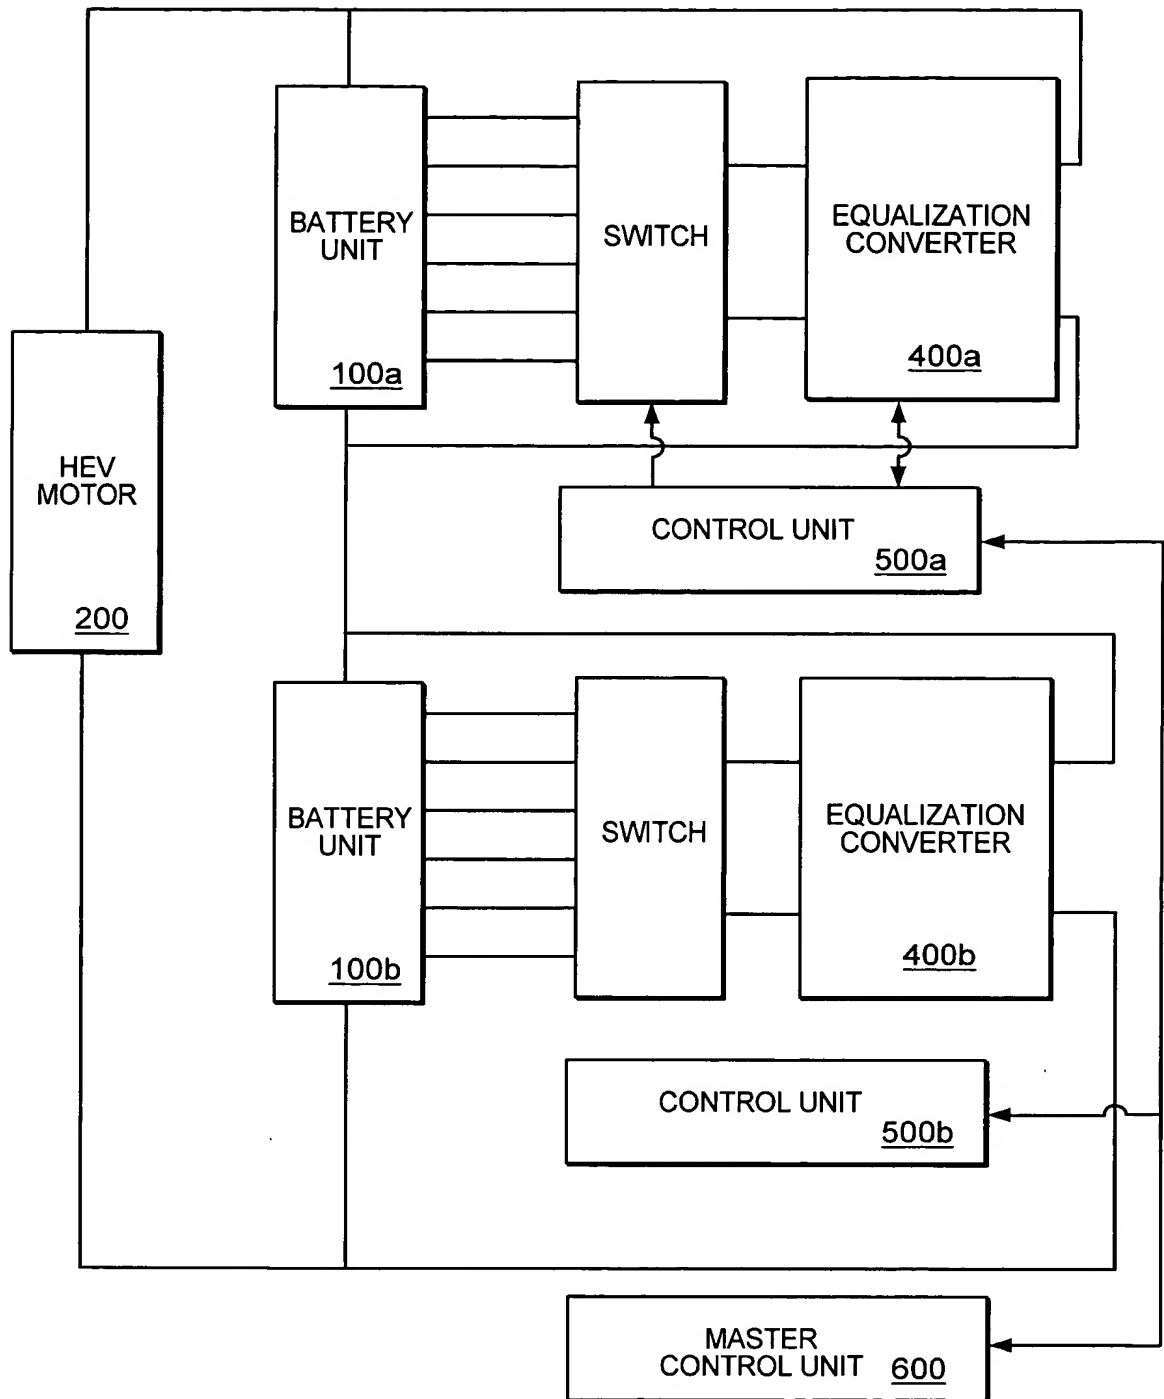 BATTERY
UNIT
100a
SWITCH
EQUALIZATION
CONVERTER
400a
HEV
MOTOR
200
CONTROL UNIT
500a
BATTERY
UNIT
100b
SWITCH
EQUALIZATION
CONVERTER
400b
CONTROL UNIT
500b
MASTER
CONTROL UNIT 600